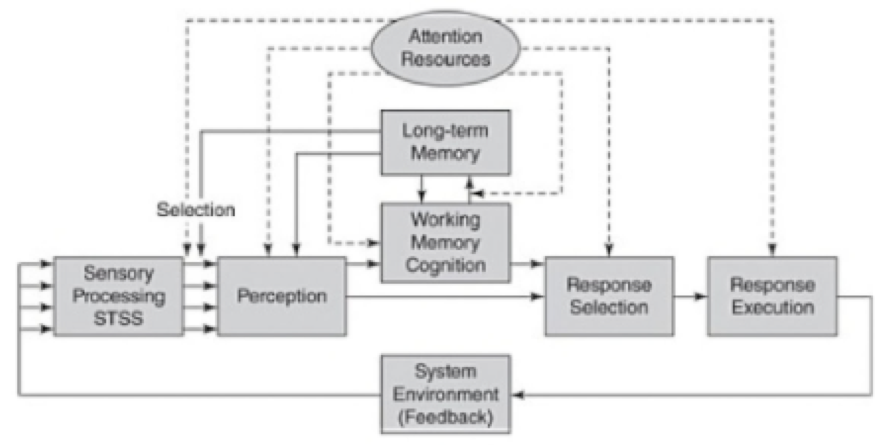 Attention
Resources
Long-term
Memory
Selection
Working
Memory
Cognition
Sensory
Processing
STSS
Perception
Response
Selection
Response
Execution
System
Environment
(Feedback)